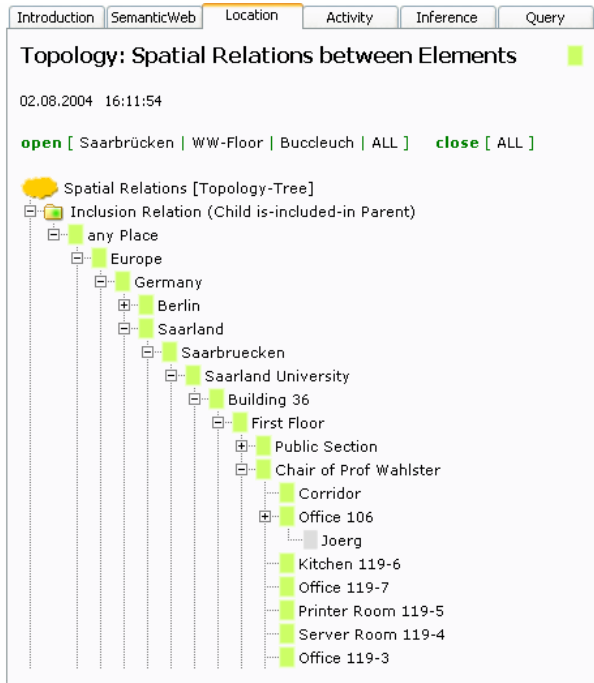 Introduction SemanticWeb Location Activity Inference Query
Topology: Spatial Relations between Elements
02.08.2004 16:11:54
open [ Saarbrücken | WW-Floor | Buccleuch | ALL ] close [ ALL ]
Spatial Relations [Topology-Tree]
Inclusion Relation (Child is-included-in Parent)
any Place
Europe
Germany
Berlin
Saarland
Saarbruecken
Saarland University
Building 36
First Floor
Public Section
Chair of Prof Wahlster
Corridor
Office 106
Joerg
Kitchen 119-6
Office 119-7
Printer Room 119-5
Server Room 119-4
Office 119-3